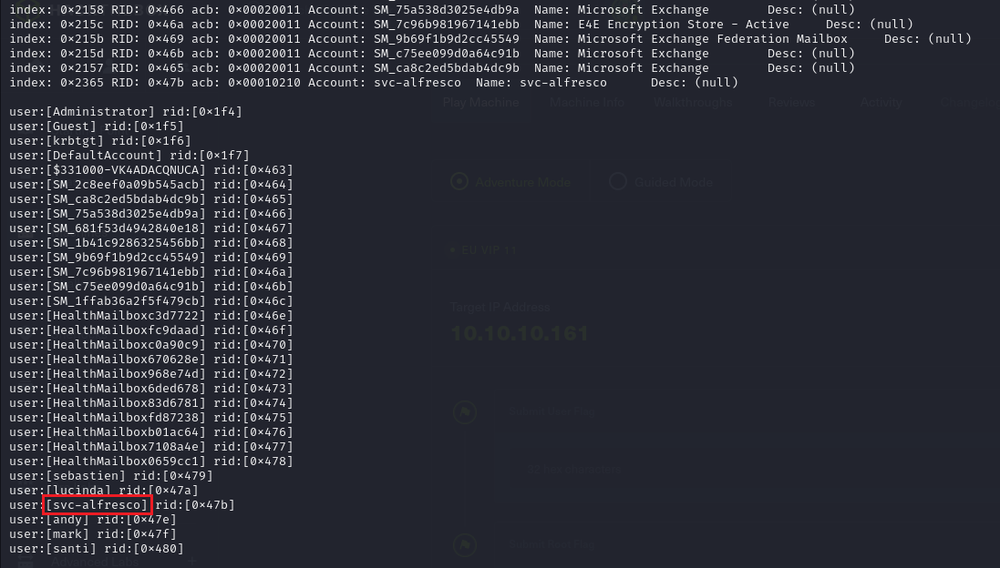 index: 0×2158 RID: 0×466 acb: 0×00020011 Account: SM_75a538d3025e4db9a Name: Microsoft Exchange Desc: (null)
index: 0×215c RID: 0×46a acb: 0×00020011 Account: SM_7c96b981967141ebb Name: E4E Encryption Store - Active Desc: (null)
index: 0×215b RID: 0×469 acb: 0×00020011 Account: SM_9b69f1b9d2cc45549 Name: Microsoft Exchange Federation Mailbox Desc: (null)
index: 0×215d RID: 0×46b acb: 0×00020011 Account: SM_c75ee099d0a64c91b Name: Microsoft Exchange Desc: (null)
index: 0×2157 RID: 0×465 acb: 0×00020011 Account: SM_ca8c2ed5bdab4dc9b Name: Microsoft Exchange Desc: (null)
index: 0×2365 RID: 0×47b acb: 0×00010210 Account: svc-alfresco Name: svc-alfresco Desc: (null)
user:[Administrator] rid:[0×1f4]
user:[Guest] rid:[0×1f5]
user:[krbtgt] rid:[0×1f6]
user:[DefaultAccount] rid:[0×1f7]
user:[$331000-VK4ADACQNUCA] rid:[0×463]
user:[SM_2c8eef0a09b545acb] rid:[0×464]
user:[SM_ca8c2ed5bdab4dc9b] rid:[0×465]
user:[SM_75a538d3025e4db9a] rid:[0×466]
user:[SM_681f53d4942840e18] rid:[0×467]
user:[SM_1b41c9286325456bb] rid:[0×468]
user:[SM_9b69f1b9d2cc45549] rid:[0×469]
user:[SM_7c96b981967141ebb] rid:[0×46a]
user:[SM_c75ee099d0a64c91b] rid:[0×46b]
user:[SM_1ffab36a2f5f479cb] rid:[0×46c]
user:[HealthMailboxc3d7722] rid:[0×46e]
user:[HealthMailboxfc9daad] rid:[0×46f]
user:[HealthMailboxc0a90c9] rid:[0×470]
user:[HealthMailbox670628e] rid:[0×471]
user:[HealthMailbox968e74d] rid:[0×472]
user:[HealthMailbox6ded678] rid:[0×473]
user:[HealthMailbox83d6781] rid:[0×474]
user:[HealthMailboxfd87238] rid:[0×475]
user:[HealthMailboxb01ac64] rid:[0×476]
user:[HealthMailbox7108a4e] rid:[0×477]
user:[HealthMailbox0659cc1] rid:[0×478]
user:[sebastien] rid:[0×479]
user:[lucinda] rid:[0×47a]
user:[svc-alfresco] rid:[0×47b]
user:[andy] rid:[0×47e]
user:[mark] rid:[0×47f]
user:[santi] rid:[0×480]
Play Machine Machine Info Walkthroughs Reviews Activity
Adventure Mode Guided Mode
Target IP Address
10.10.10.161